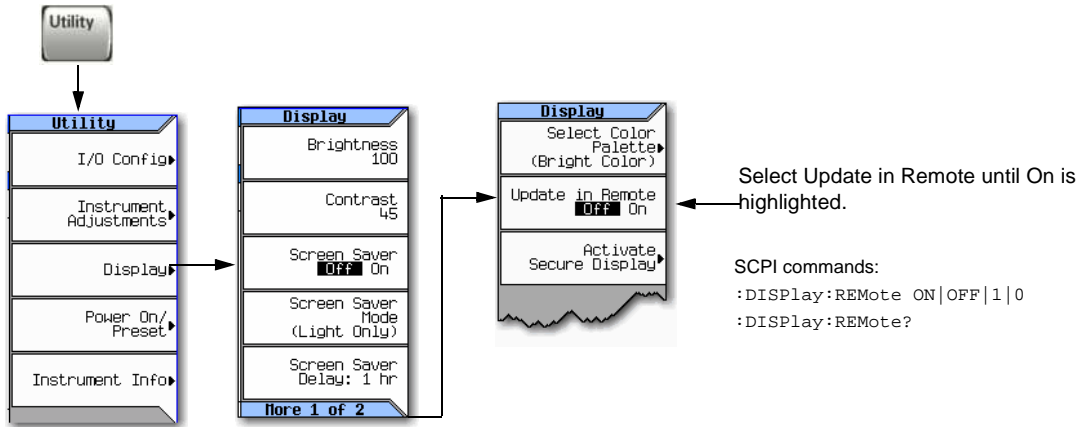 Utility
Utility
I/O Config
Instrument
Adjustments
Display
Power On/
Preset
Instrument Info
Display
Brightness
100
Contrast
45
Screen Saver
Off On
Screen Saver
Mode
(Light Only)
Screen Saver
Delay: 1 hr
More 1 of 2
Display
Select Color
Palette
(Bright Color)
Update in Remote
Off On
Activate
Secure Display
Select Update in Remote until On is
highlighted.
SCPI commands:
:DISPlay:REMote ON|OFF|1|0
:DISPlay:REMote?